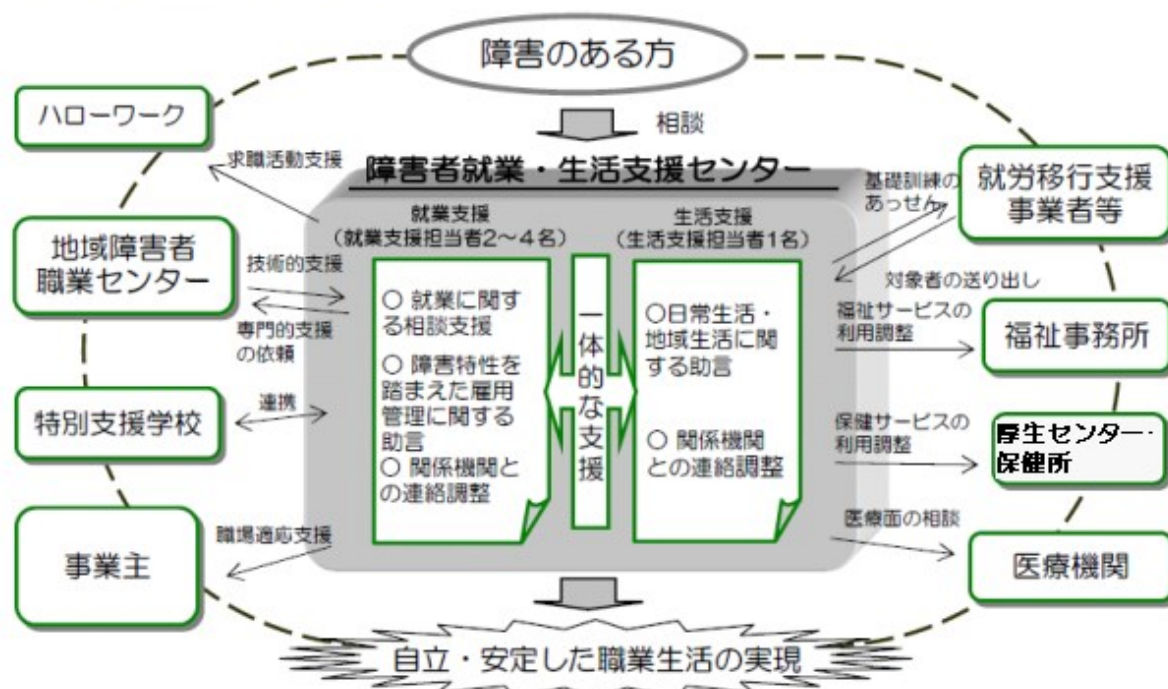 障害のある方
相談
ハローワーク
求職活動支援
地域障害者
職業センター
技術的支援
専門的支援
の依頼
特別支援学校
連携
事業主
職場適応支援
障害者就業・生活支援センター
就業支援
(就業支援担当者2～4名)
○ 就業に関す
る相談支援
○ 障害特性を
踏まえた雇用
管理に関する
助言
○ 関係機関と
の連絡調整
一体的な支援
生活支援
(生活支援担当者1名)
○日常生活・
地域生活に関
する助言
○ 関係機関
との連絡調整
基礎訓練の
あっせん
就労移行支援
事業者等
対象者の送り出し
福祉サービスの
利用調整
福祉事務所
保健サービスの
利用調整
厚生センター・
保健所
医療面の相談
医療機関
自立・安定した職業生活の実現